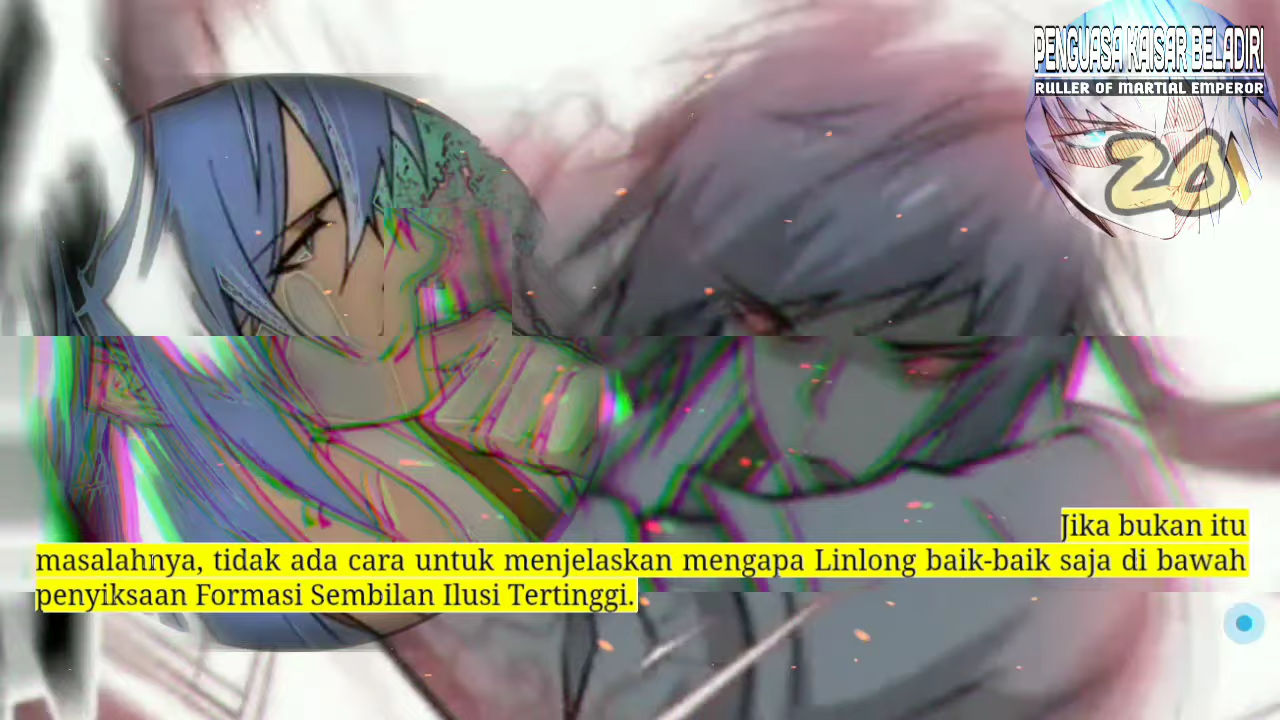 PENGUASA KAISAR BELADIRI
RULLER OF MARTIAL EMPEROR
20
Jika bukan itu
masalahnya, tidak ada cara untuk menjelaskan mengapa Linlong baik-baik saja di bawah
penyiksaan Formasi Sembilan Ilusi Tertinggi.